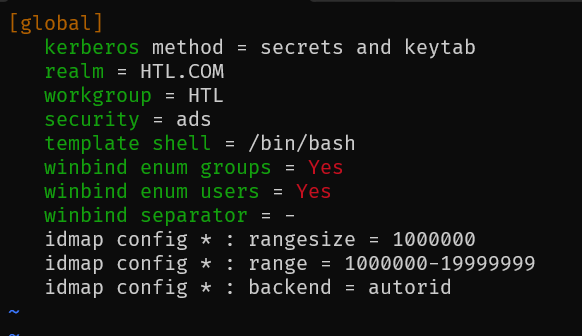 [global]
kerberos method = secrets and keytab
realm = HTL.COM
workgroup = HTL
security = ads
template shell = /bin/bash
winbind enum groups = Yes
winbind enum users = Yes
winbind separator = -
idmap config * : rangesize = 1000000
idmap config * : range = 1000000-19999999
idmap config * : backend = autorid
~
~